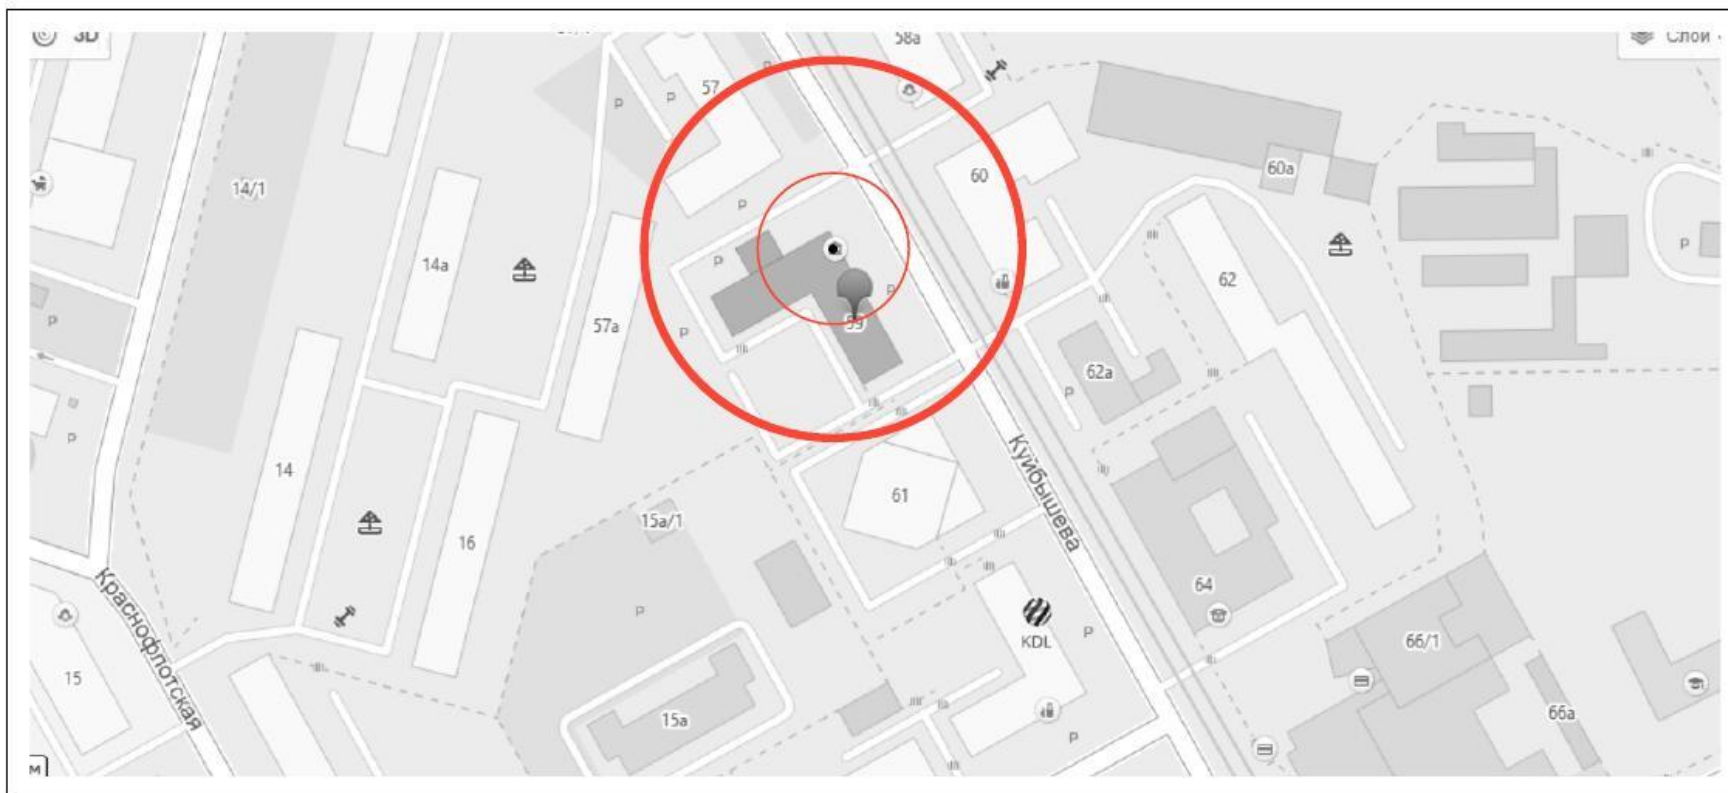 3D
58а
Слои
57
Р
Р
Р
14/1
60
60а
Р
14а
Р
Р
62
Р
57а
59
Р
Р
62а
Р
Р
14
Куйбышева
61
15а/1
16
64
Краснофлотская
Р
KDL
Р
66/1
15
15а
66а
Р
м